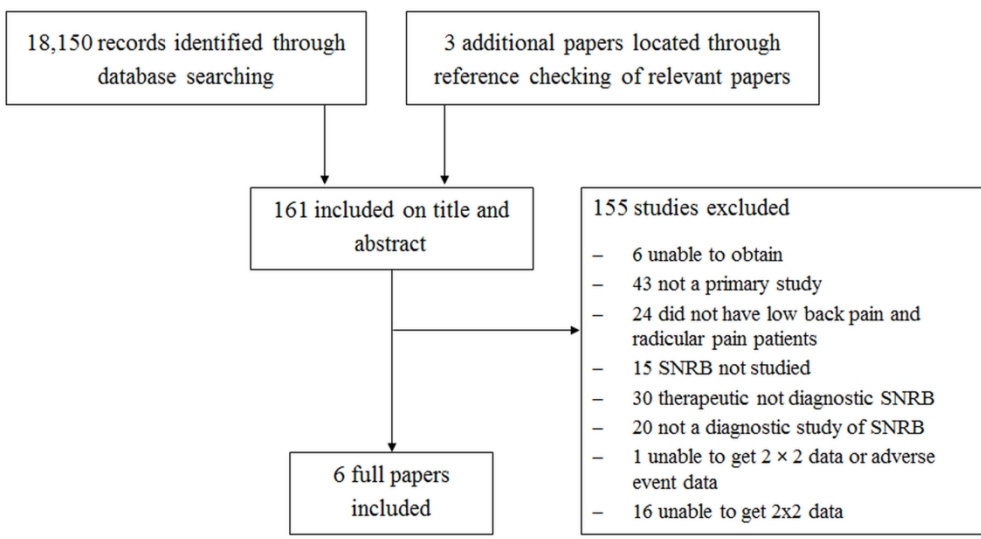 18,150 records identified through
database searching
3 additional papers located through
reference checking of relevant papers
161 included on title and
abstract
155 studies excluded
– 6 unable to obtain
– 43 not a primary study
– 24 did not have low back pain and
radicular pain patients
– 15 SNRB not studied
– 30 therapeutic not diagnostic SNRB
– 20 not a diagnostic study of SNRB
– 1 unable to get 2 × 2 data or adverse
event data
– 16 unable to get 2x2 data
6 full papers
included